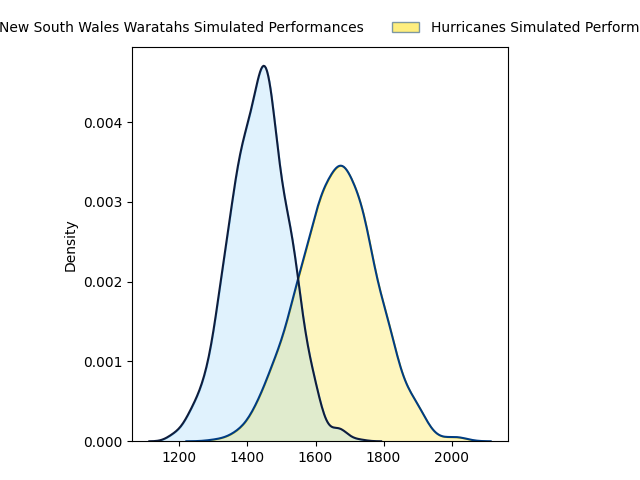 New South Wales Waratahs Simulated Performances
Hurricanes Simulated Perform
Density
0.004
0.003
0.002
0.001
0.000
1200 1400 1600 1800 2000